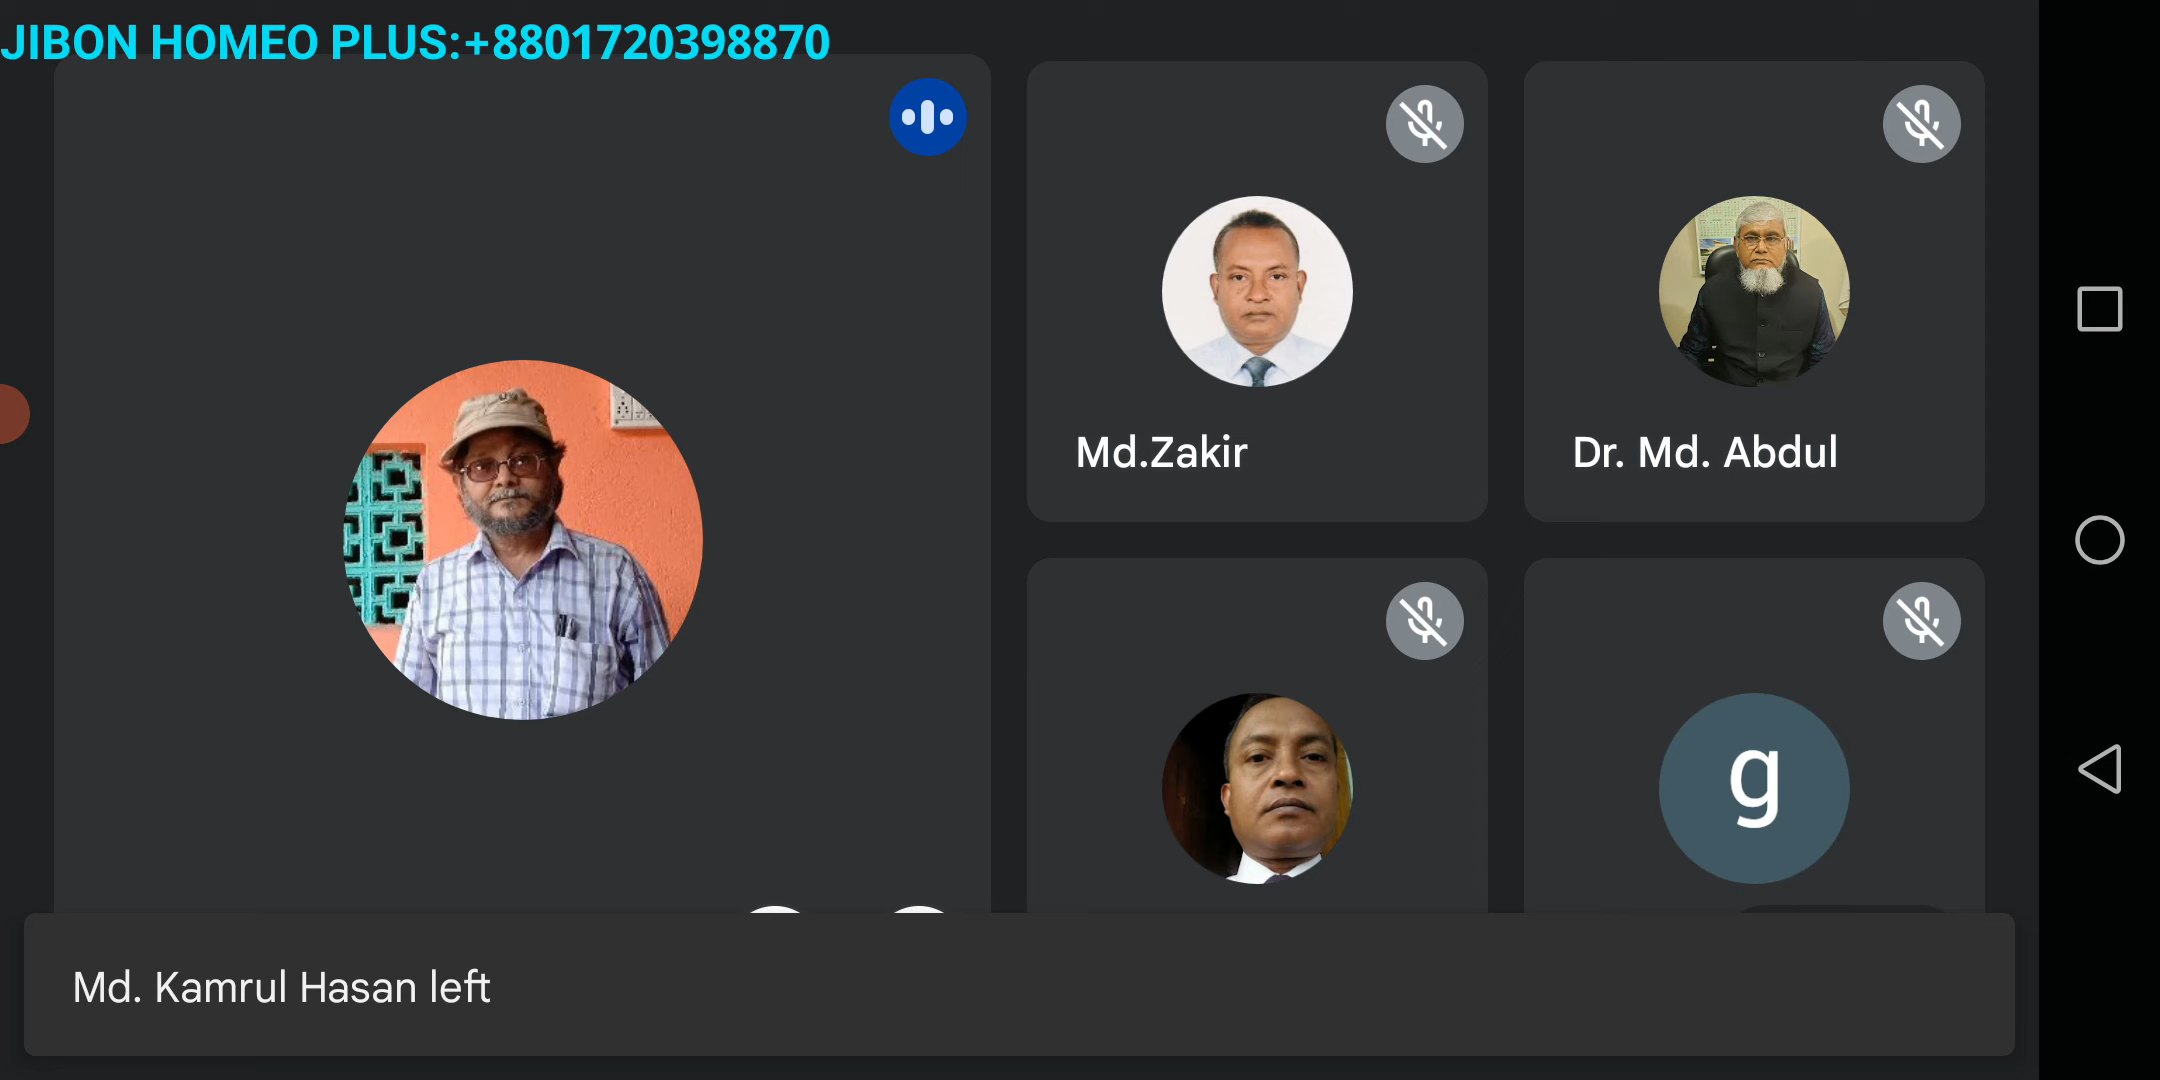 JIBON HOMEO PLUS:+8801720398870
Md.Zakir
Dr. Md. Abdul
g
Md. Kamrul Hasan left